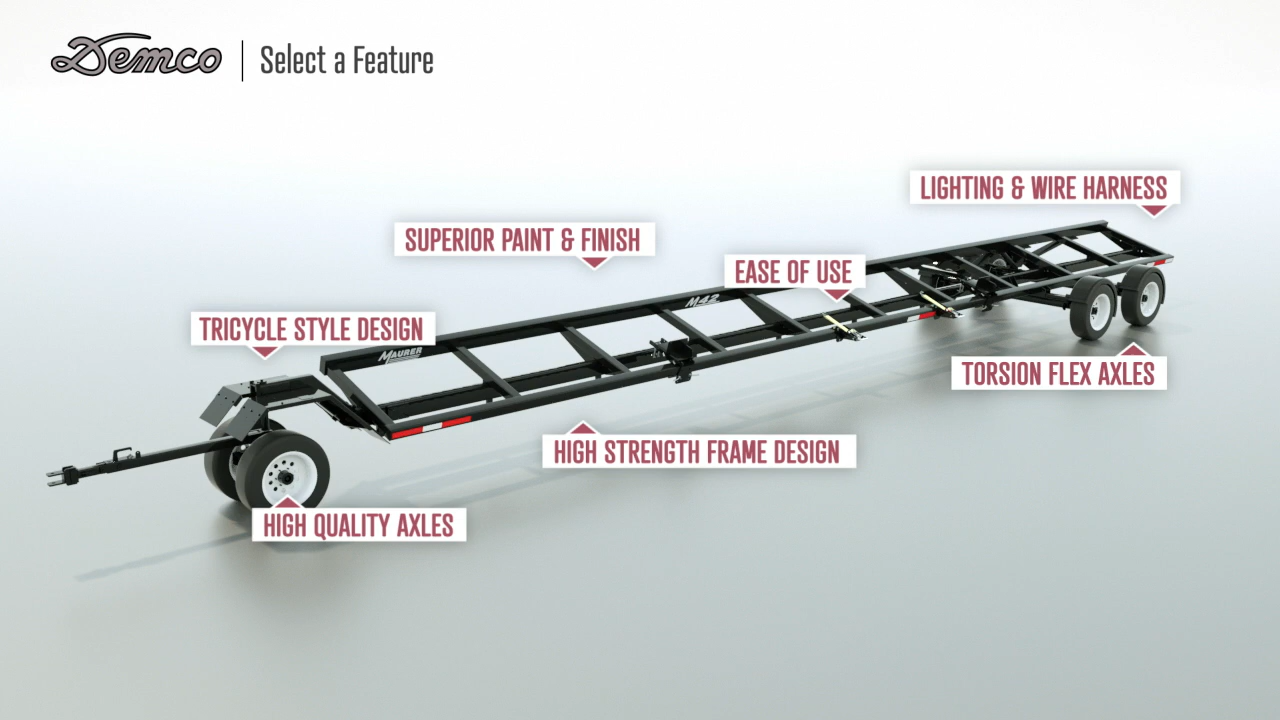 Demco
Select a Feature
LIGHTING & WIRE HARNESS
SUPERIOR PAINT & FINISH
EASE OF USE
M42
TRICYCLE STYLE DESIGN
MAURER
TORSION FLEX AXLES
HIGH STRENGTH FRAME DESIGN
HIGH QUALITY AXLES